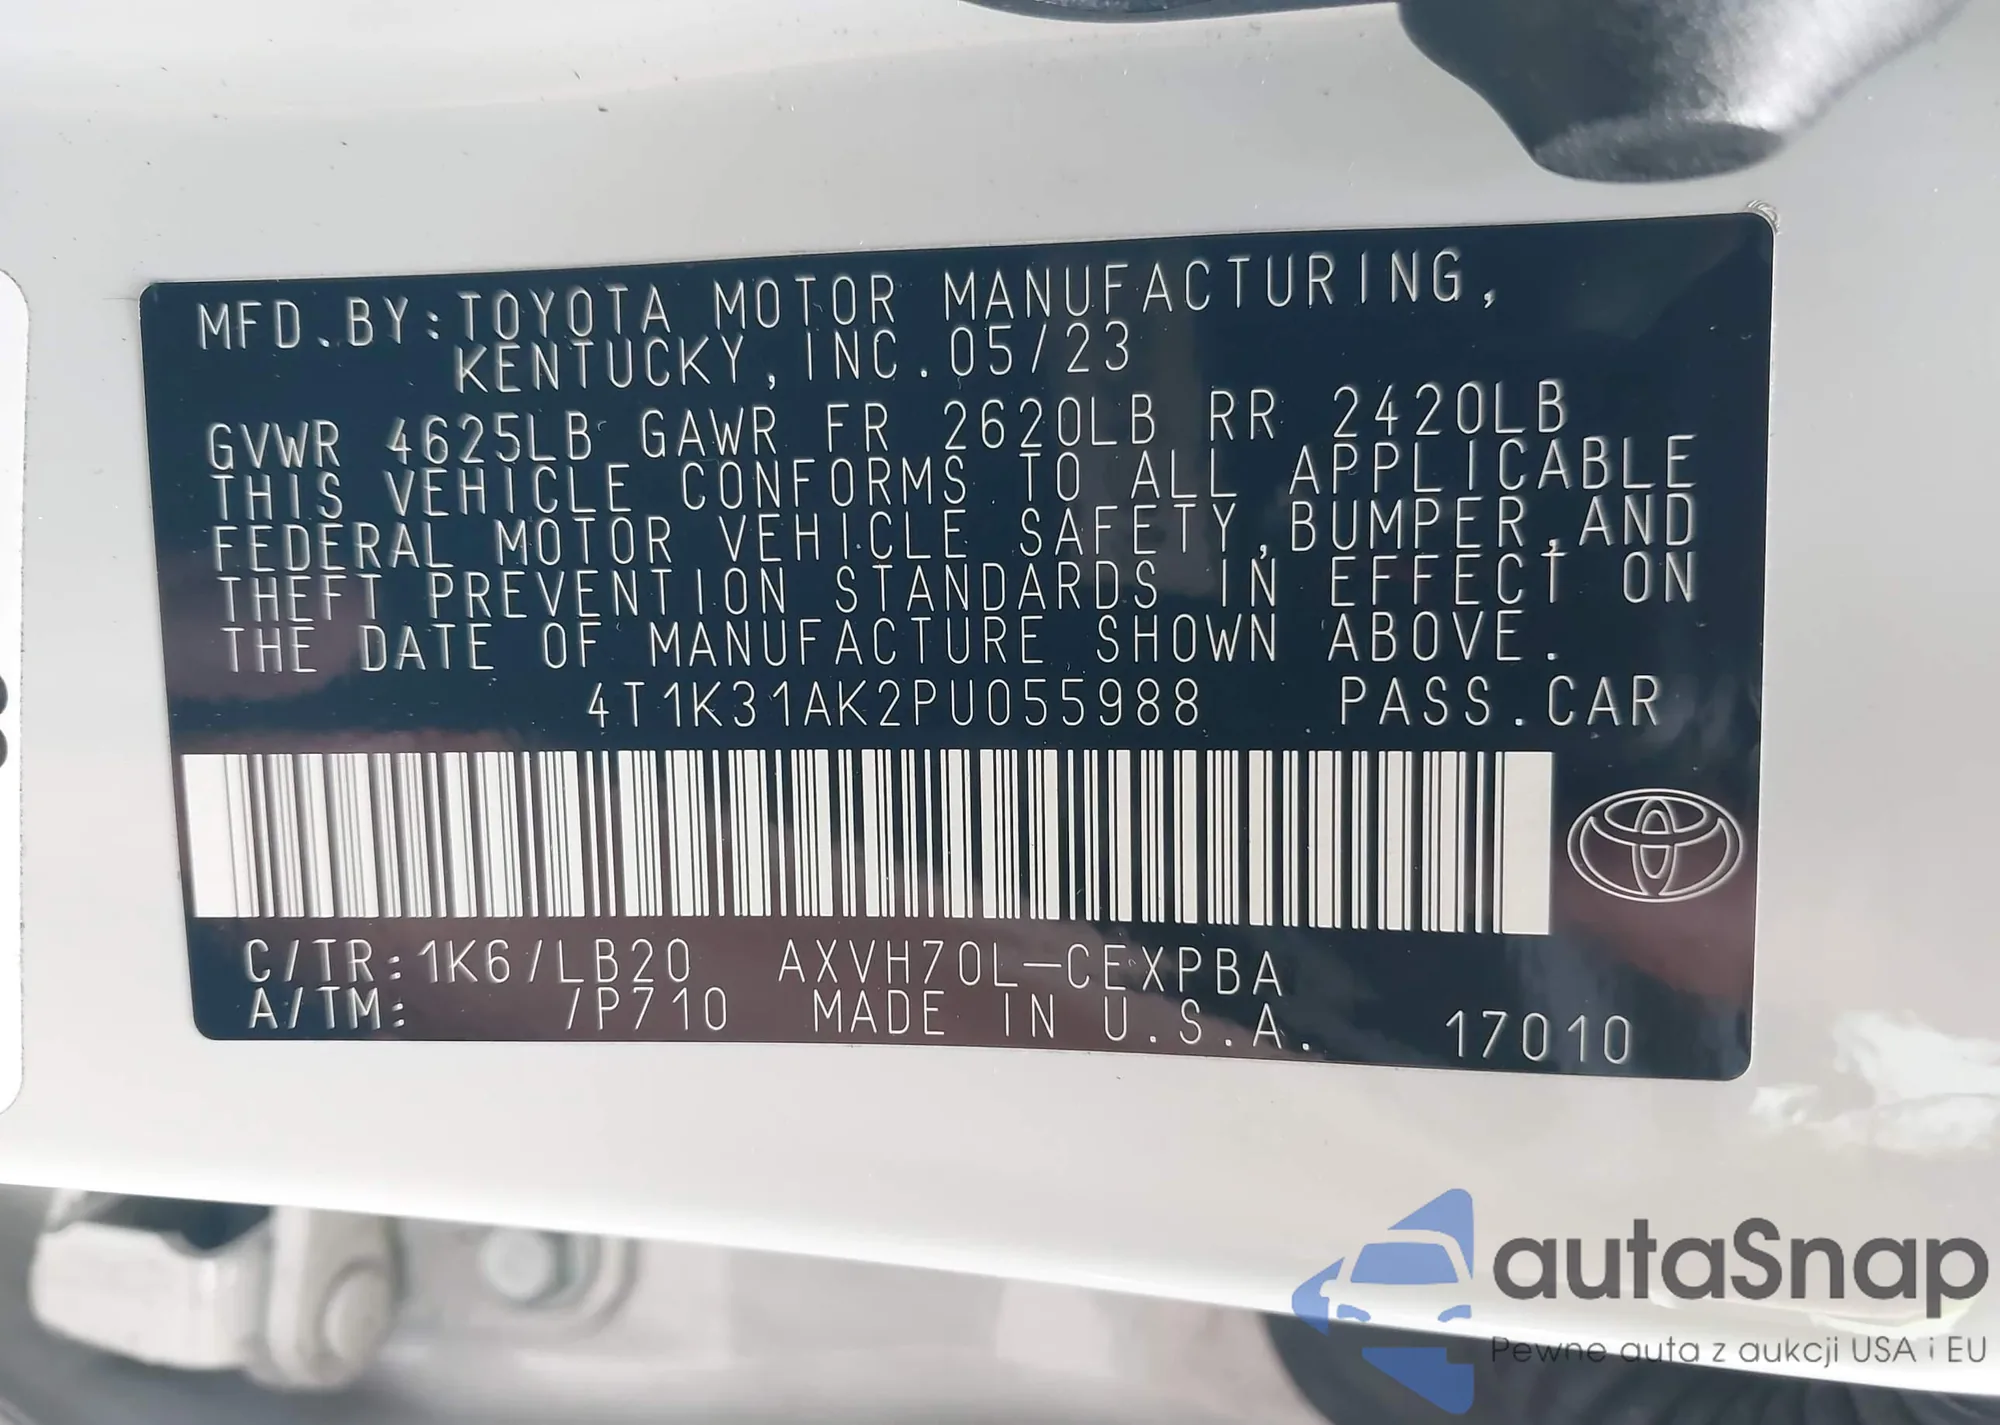 MFD.BY:TOYOTA MOTOR MANUFACTURING,
KENTUCKY,INC.05/23
GVWR 4625LB GAWR FR 2620LB RR 2420LB
THIS VEHICLE CONFORMS TO ALL APPLICABLE
FEDERAL MOTOR VEHICLE SAFETY,BUMPER,AND
THEFT PREVENTION STANDARDS IN EFFECT ON
THE DATE OF MANUFACTURE SHOWN ABOVE.
4T1K31AK2PU055988 PASS.CAR
C/TR:1K6/LB20 AXVH70L-CEXPBA
A/TM: /P710 MADE IN U.S.A. 17010
autaSnap
Pewne auta z aukcji USA i EU